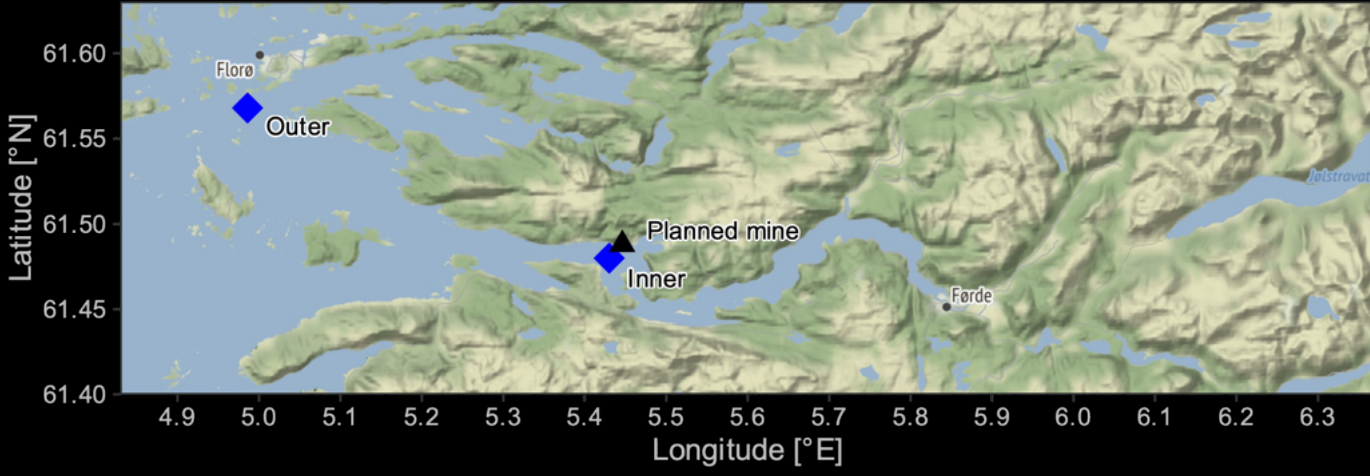 61.60
Florø
Outer
61.55
Latitude [°N]
Jølstravat
61.50
Planned mine
Inner
Førde
61.45
61.40
4.9 5.0 5.1 5.2 5.3 5.4 5.5 5.6 5.7 5.8 5.9 6.0 6.1 6.2 6.3
Longitude [°E]